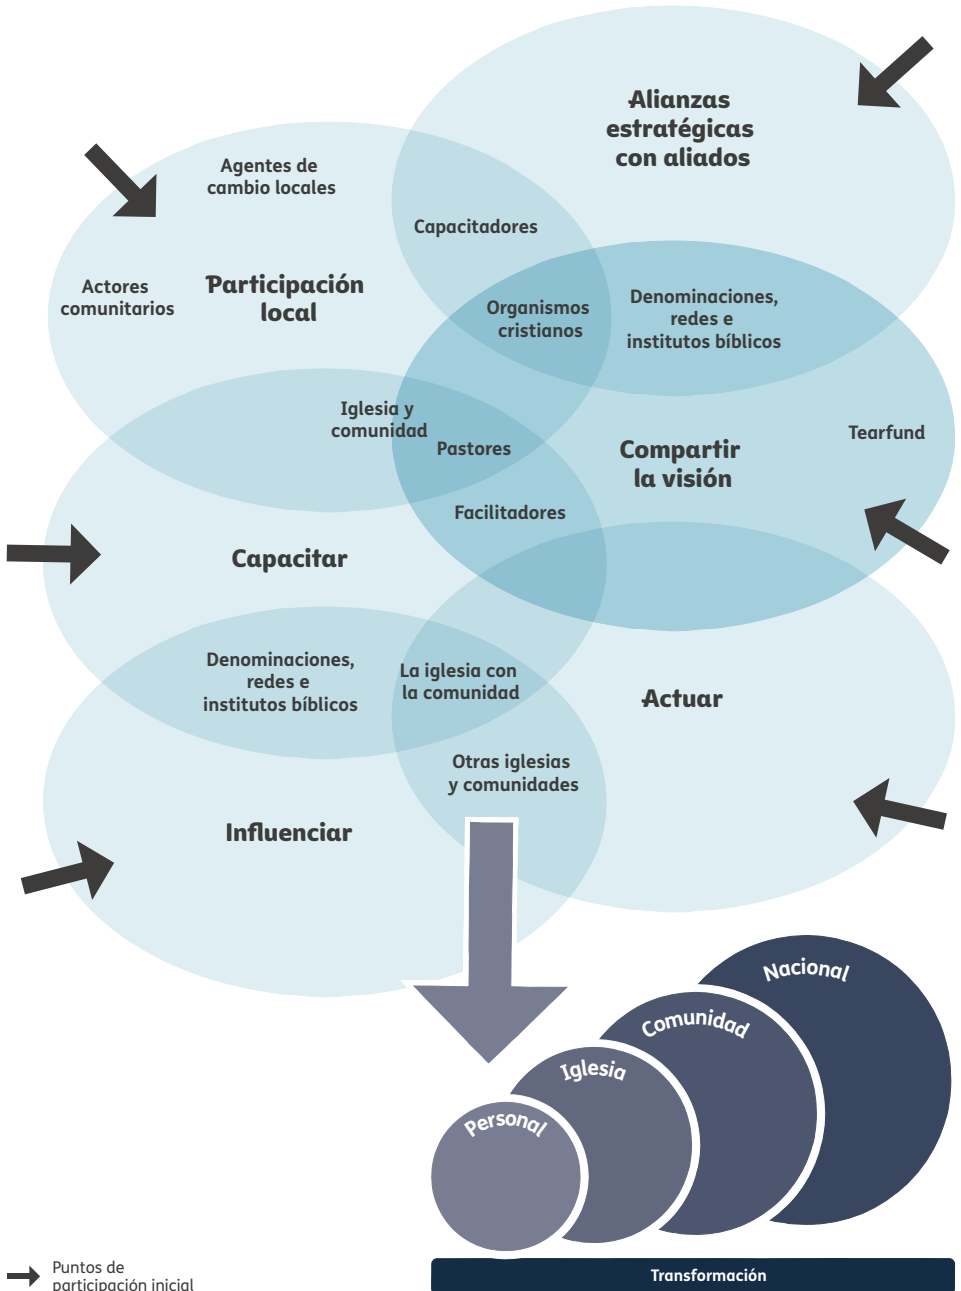 Alianzas
estratégicas
con aliados
Agentes de
cambio locales
Capacitadores
Participación
local
Actores
comunitarios
Organismos
cristianos
Denominaciones,
redes e
institutos bíblicos
Iglesia y
comunidad
Pastores
Compartir
la visión
Tearfund
Facilitadores
Capacitar
Denominaciones,
redes e
institutos bíblicos
La iglesia con
la comunidad
Actuar
Otras iglesias
y comunidades
Influenciar
Nacional
Comunidad
Iglesia
Personal
Puntos de
participación inicial
Transformación